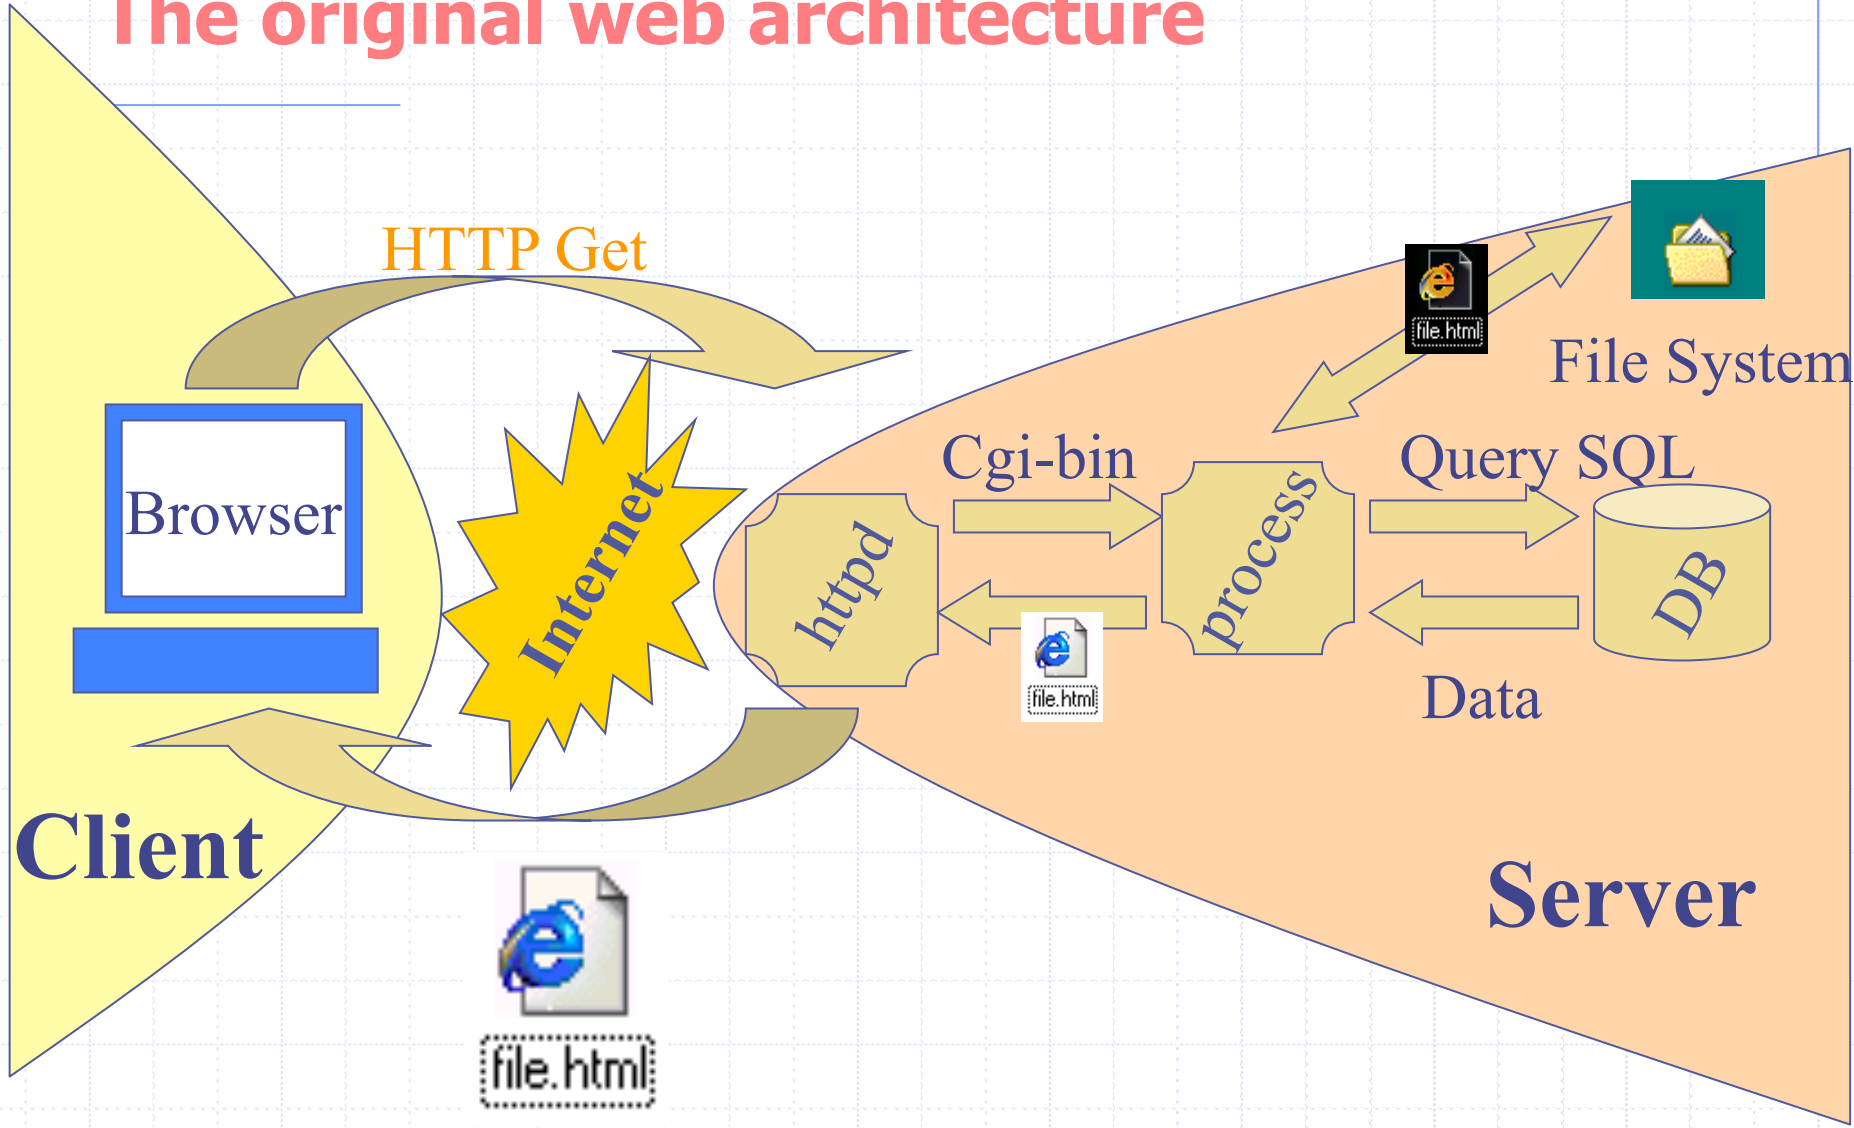 The original web architecture
HTTP Get
file.html
File System
Cgi-bin
Query SQL
Browser
Internet
httpd
process
DB
file.html
Data
Client
Server
file.html